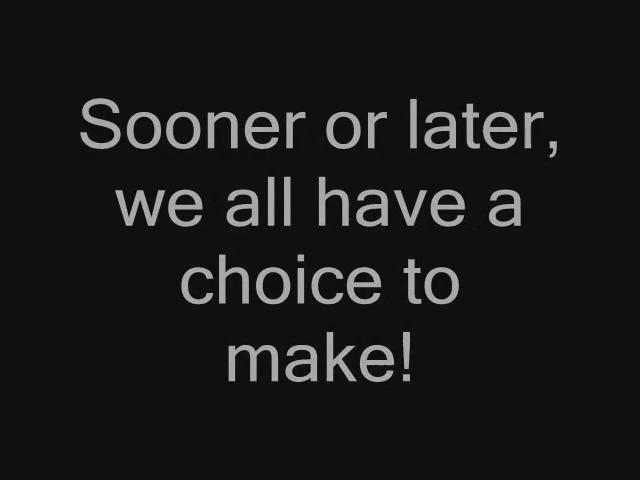 Sooner or later,
we all have a
choice to
make!